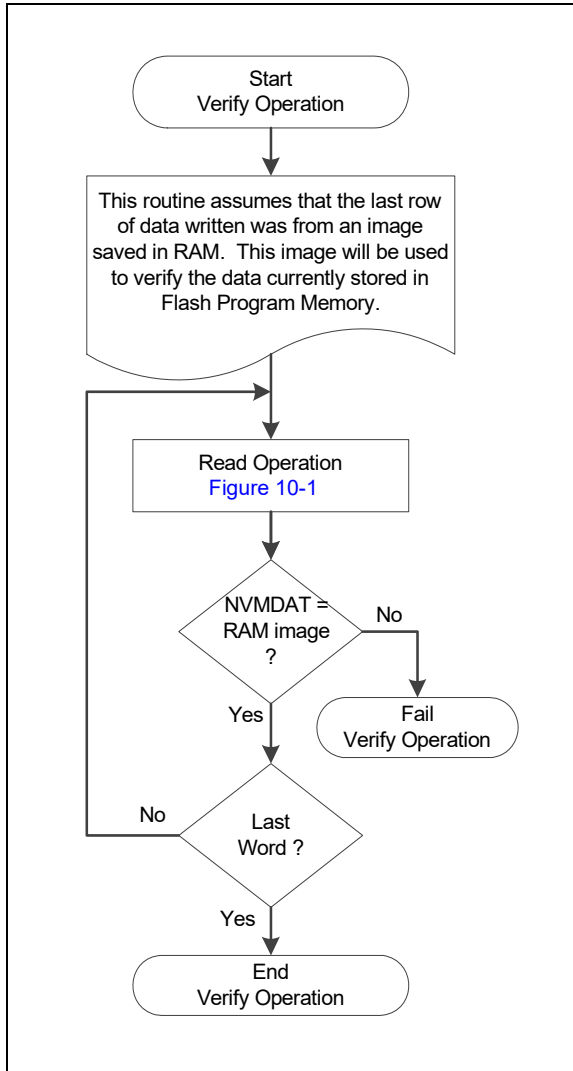 Start
Verify Operation
This routine assumes that the last row
of data written was from an image
saved in RAM. This image will be used
to verify the data currently stored in
Flash Program Memory.
Read Operation
Figure 10-1
NVMDAT =
RAM image
?
No
Yes
Fail
Verify Operation
No
Last
Word ?
Yes
End
Verify Operation